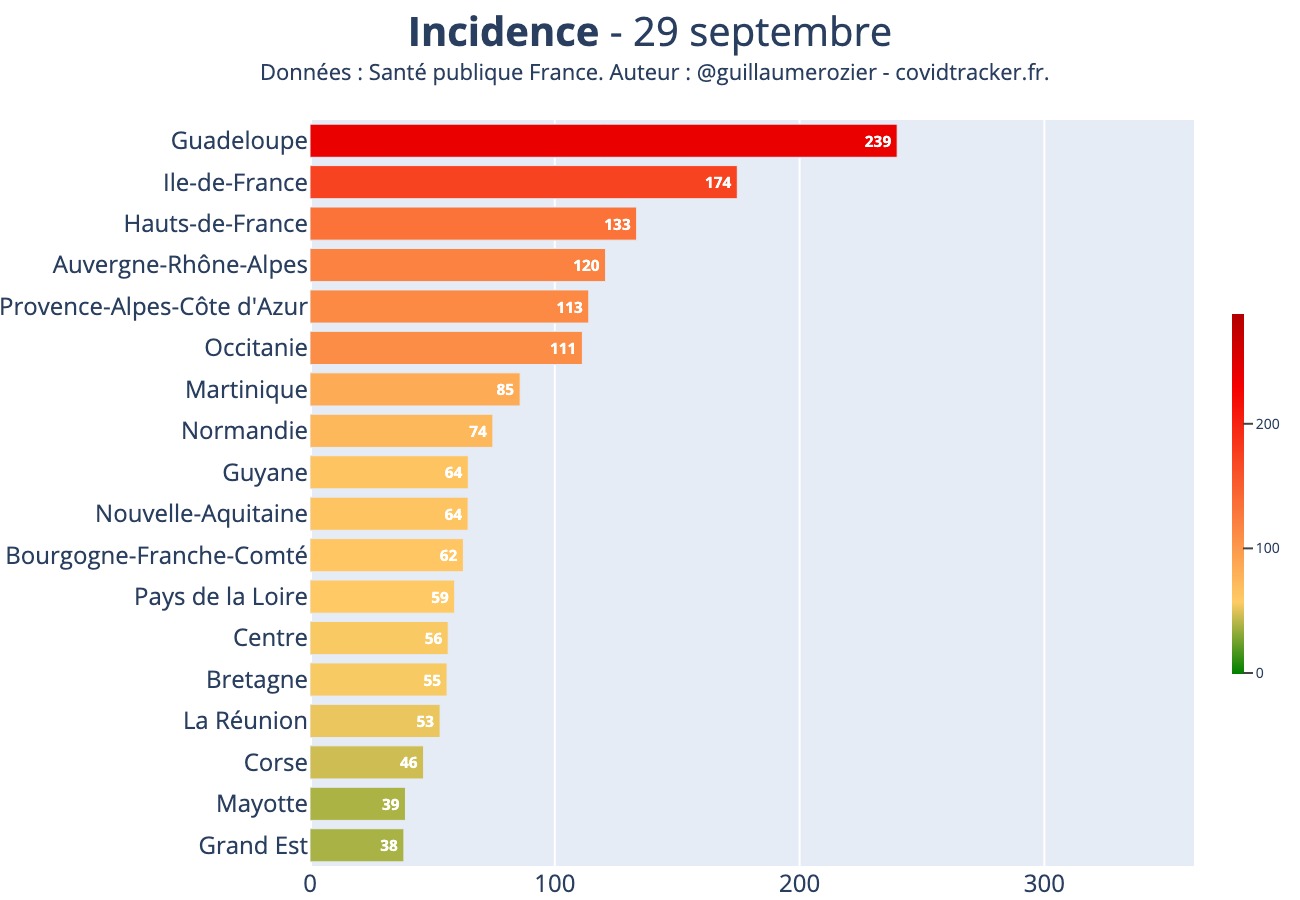 Incidence - 29 septembre
Données : Santé publique France. Auteur : @guillaumerozier - covidtracker.fr.
Guadeloupe 239
Ile-de-France 174
Hauts-de-France 133
Auvergne-Rhône-Alpes 120
Provence-Alpes-Côte d'Azur 113
Occitanie 111
Martinique 85
Normandie 74
Guyane 64
Nouvelle-Aquitaine 64
Bourgogne-Franche-Comté 62
Pays de la Loire 59
Centre 56
Bretagne 55
La Réunion 53
Corse 46
Mayotte 39
Grand Est 38
0 100 200 300
200
100
0